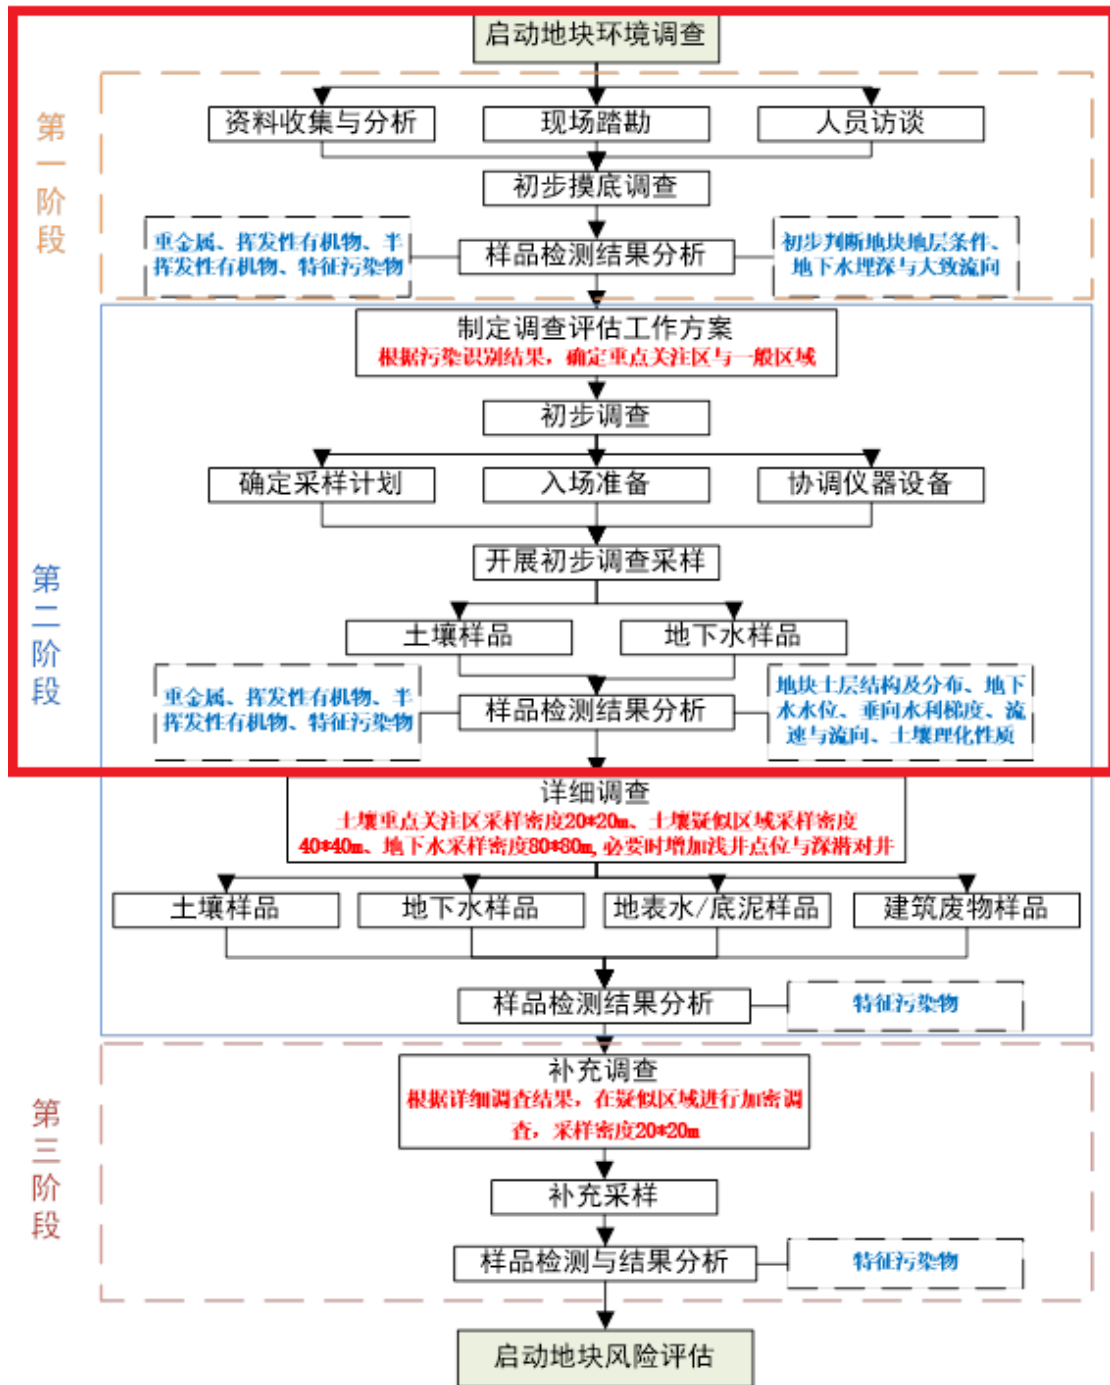 启动地块环境调查
第一阶段
资料收集与分析
现场踏勘
人员访谈
初步摸底调查
重金属、挥发性有机物、半
挥发性有机物、特征污染物
样品检测结果分析
初步判断地块地层条件、
地下水埋深与大致流向
第二阶段
制定调查评估工作方案
根据污染识别结果，确定重点关注区与一般区域
初步调查
确定采样计划
入场准备
协调仪器设备
开展初步调查采样
土壤样品
地下水样品
重金属、挥发性有机物、半
挥发性有机物、特征污染物
样品检测结果分析
地块土层结构及分布、地下
水水位、垂向水利梯度、流
速与流向、土壤理化性质
详细调查
土壤重点关注区采样密度20*20m、土壤疑似区域采样密度
40*40m、地下水采样密度80*80m,必要时增加浅井点位与深潜对井
土壤样品
地下水样品
地表水/底泥样品
建筑废物样品
样品检测结果分析
特征污染物
第三阶段
补充调查
根据详细调查结果，在疑似区域进行加密调
查，采样密度20*20m
补充采样
样品检测与结果分析
特征污染物
启动地块风险评估